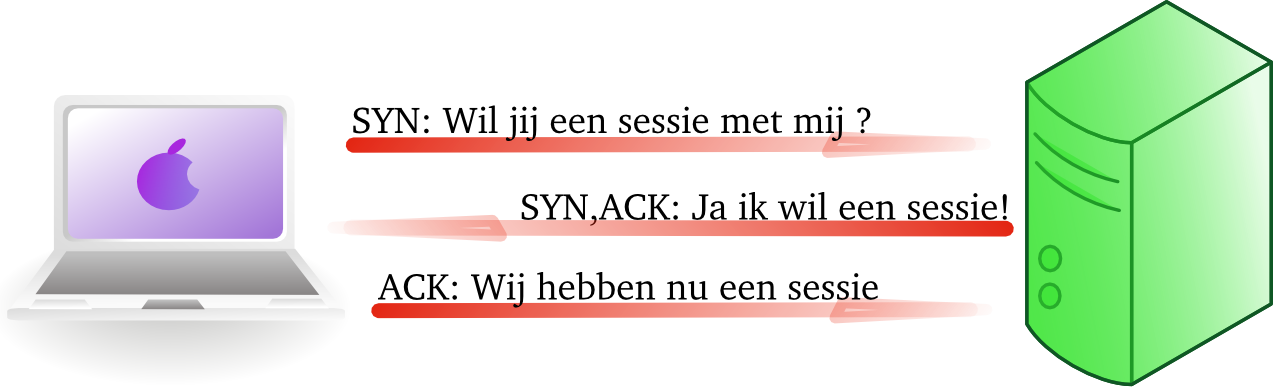 SYN: Wil jij een sessie met mij ?
SYN,ACK: Ja ik wil een sessie!
ACK: Wij hebben nu een sessie